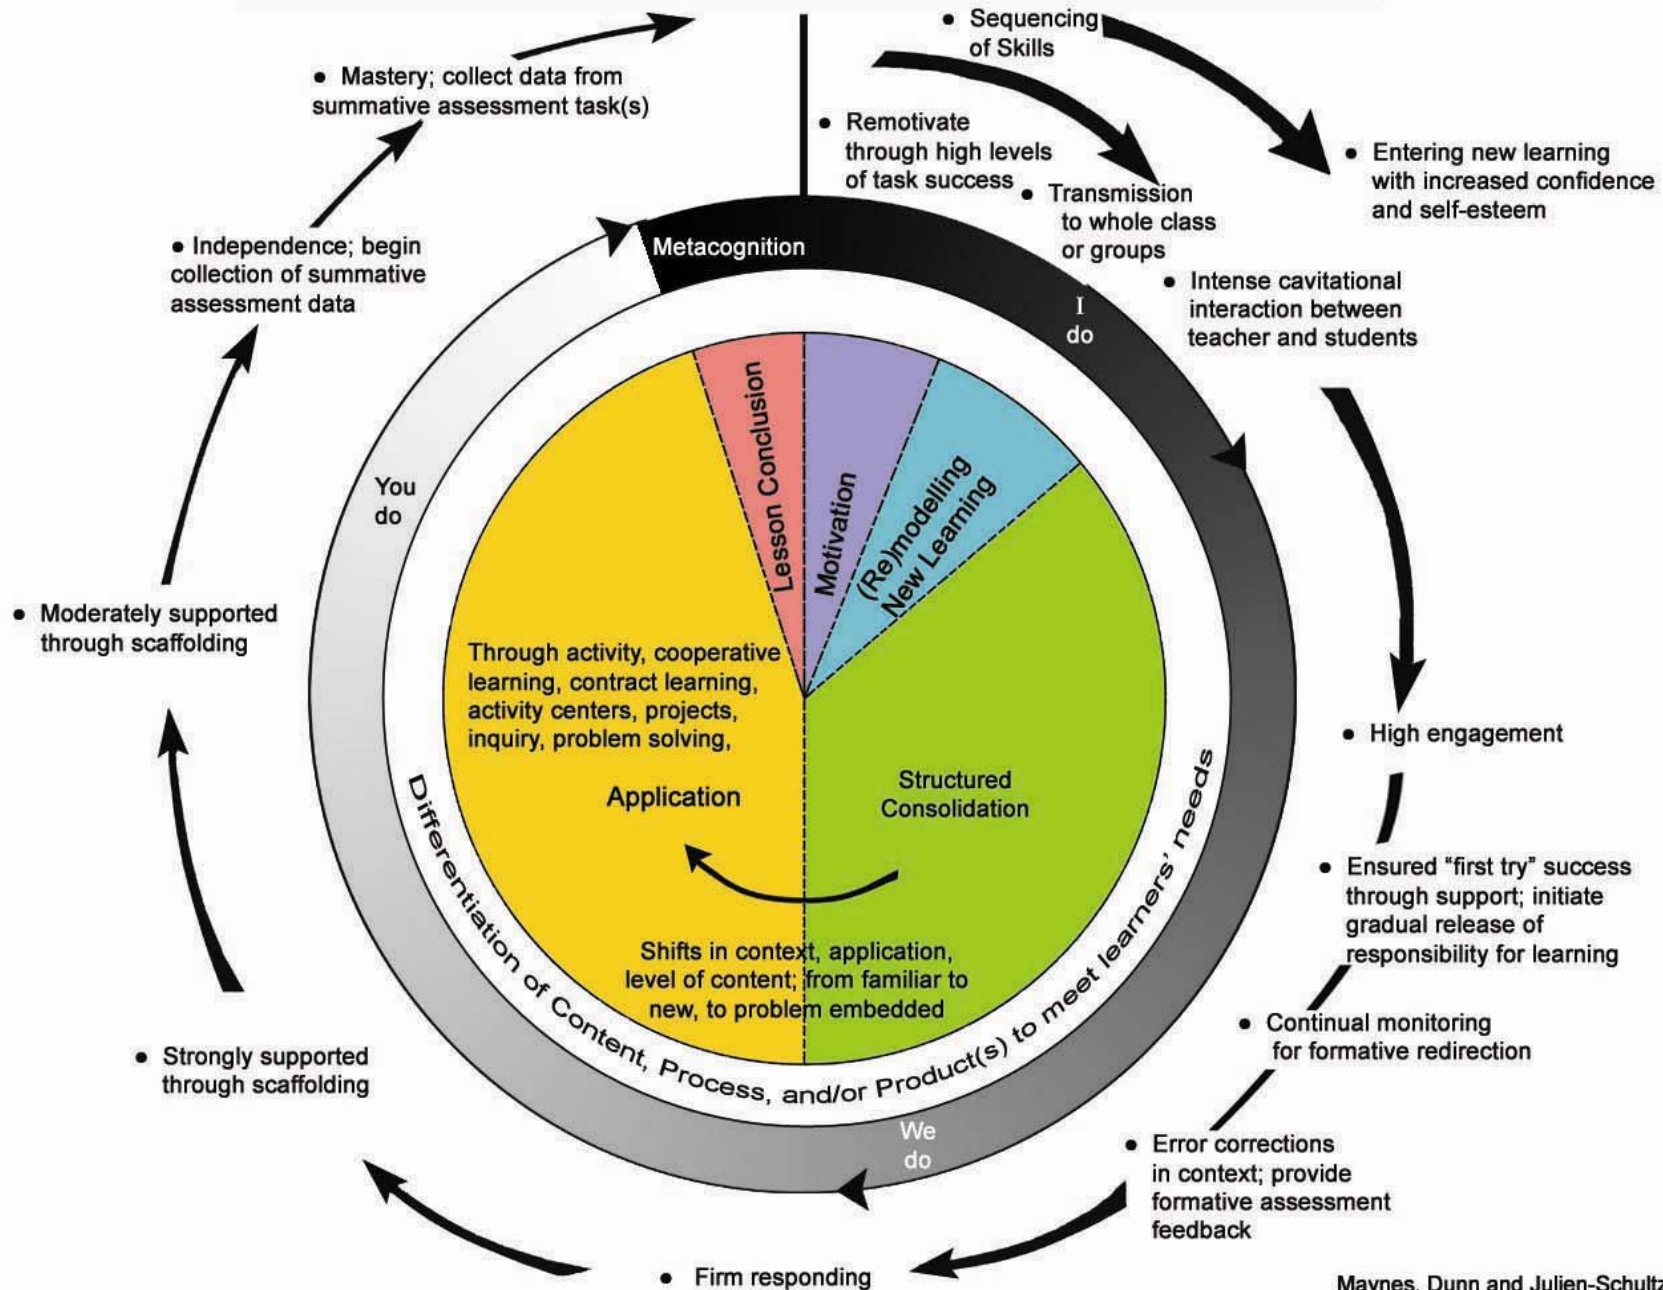 • Sequencing
of Skills
• Mastery; collect data from
summative assessment task(s)
• Remotivate
through high levels
of task success
• Entering new learning
with increased confidence
and self-esteem
• Transmission
to whole class
or groups
• Independence; begin
collection of summative
assessment data
Metacognition
• Intense cavitational
interaction between
teacher and students
I
do
You
do
Lesson Conclusion
Motivation
(Re)modelling
New Learning
• Moderately supported
through scaffolding
Through activity, cooperative
learning, contract learning,
activity centers, projects,
inquiry, problem solving,
Application
Structured
Consolidation
• High engagement
Shifts in context, application,
level of content; from familiar to
new, to problem embedded
Differentiation of Content, Process, and/or Product(s) to meet learners’ needs
• Ensured “first try” success
through support; initiate
gradual release of
responsibility for learning
• Continual monitoring
for formative redirection
• Strongly supported
through scaffolding
We
do
• Error corrections
in context; provide
formative assessment
feedback
• Firm responding
Maynes, Dunn and Julien-Schultz